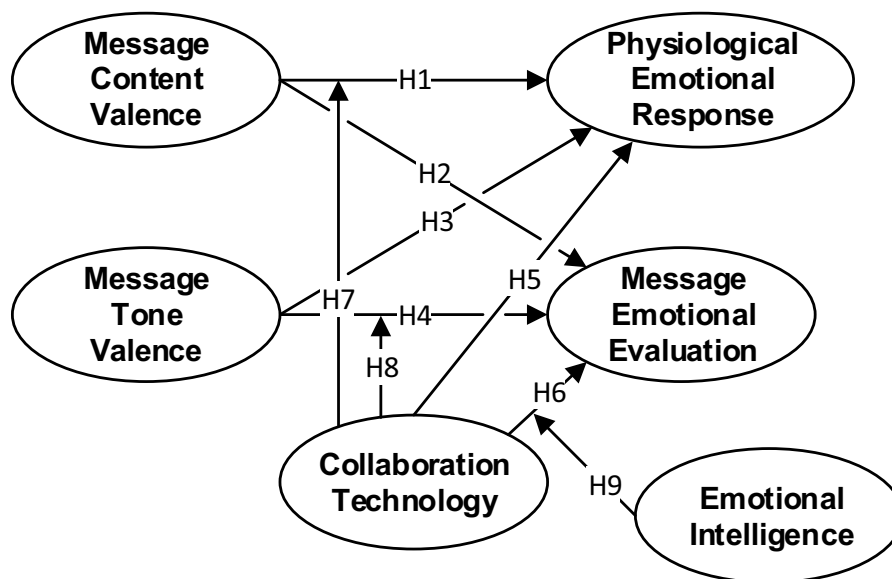 Message
Content
Valence
H1
Physiological
Emotional
Response
H2
H3
Message
Tone
Valence
H7
H4
H5
Message
Emotional
Evaluation
H8
H6
Collaboration
Technology
H9
Emotional
Intelligence